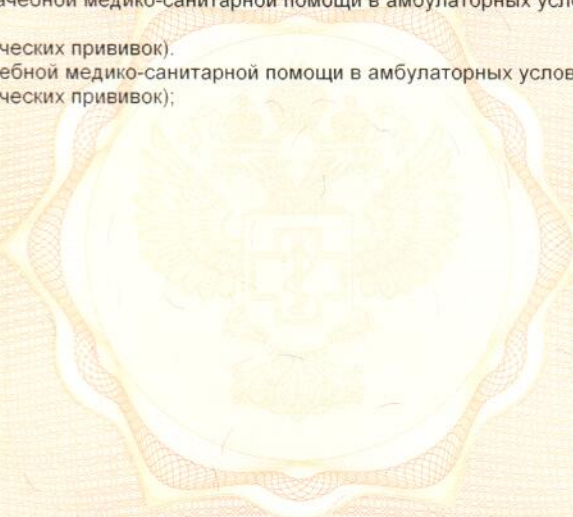 ачебной медико-санитарной помощи в амбулаторных усло
ческих прививок).
ебной медико-санитарной помощи в амбулаторных услов
ческих прививок);